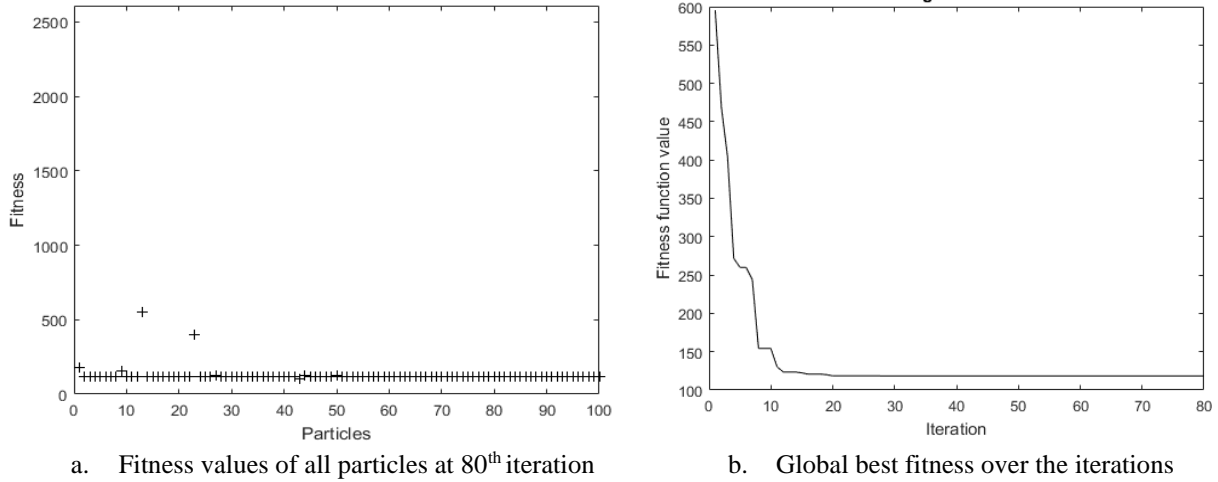 2500
2000
1500
1000
500
0
Fitness
0 10 20 30 40 50 60 70 80 90 100
Particles
a. Fitness values of all particles at 80th iteration
600
550
500
450
400
350
300
250
200
150
100
Fitness function value
0 10 20 30 40 50 60 70 80
Iteration
b. Global best fitness over the iterations